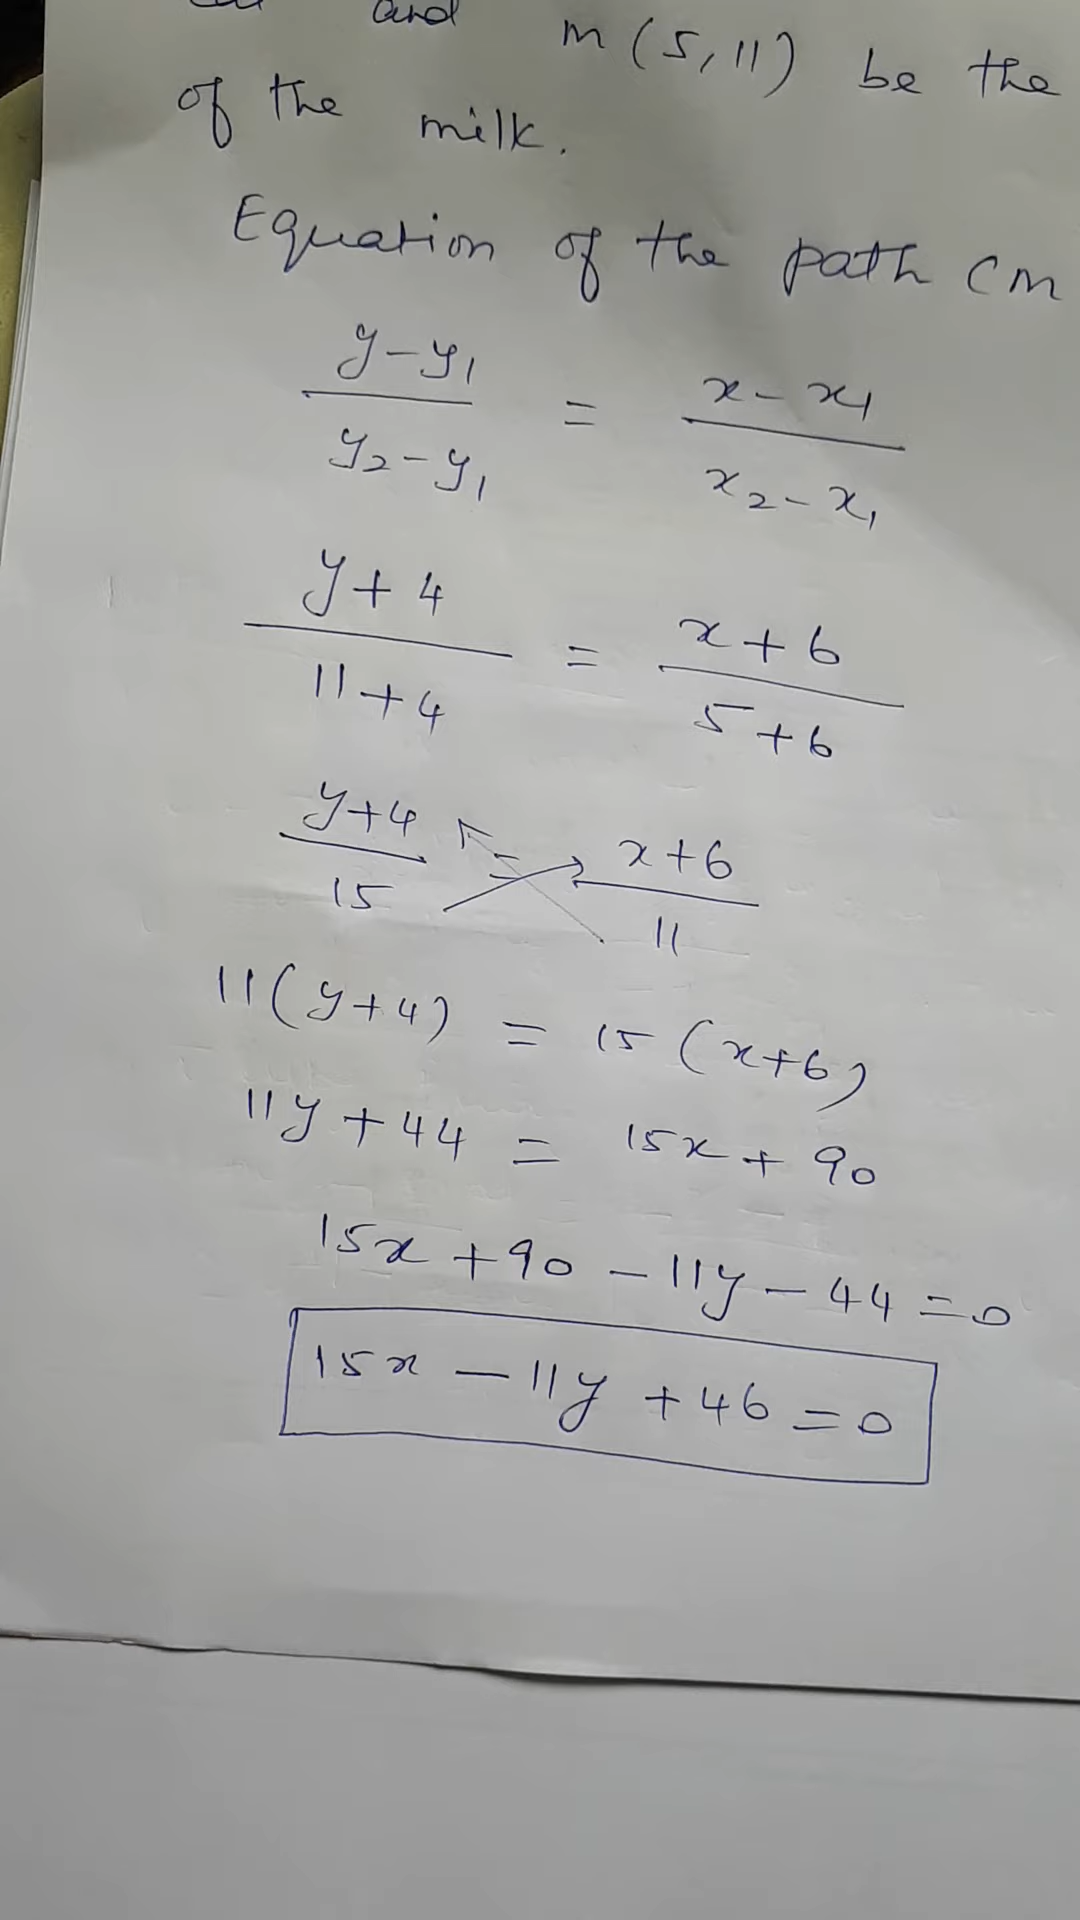 and m(5,11) be the
of the milk.
Equation of the path CM
y-y₁ / y₂-y₁ = x-x₁ / x₂-x₁
y+4 / 11+4 = x+6 / 5+6
y+4 / 15 = x+6 / 11
11(y+4) = 15(x+6)
11y+44 = 15x+90
15x+90-11y-44=0
15x-11y+46=0